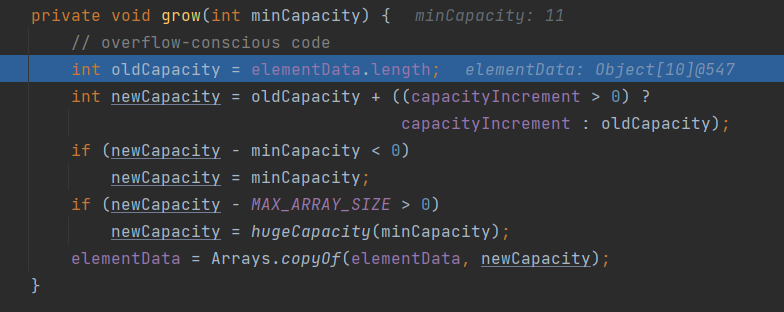 private void grow(int minCapacity) {   minCapacity: 11
    // overflow-conscious code
    int oldCapacity = elementData.length;   elementData: Object[10]@547
    int newCapacity = oldCapacity + ((capacityIncrement > 0) ?
                                     capacityIncrement : oldCapacity);
    if (newCapacity - minCapacity < 0)
        newCapacity = minCapacity;
    if (newCapacity - MAX_ARRAY_SIZE > 0)
        newCapacity = hugeCapacity(minCapacity);
    elementData = Arrays.copyOf(elementData, newCapacity);
}